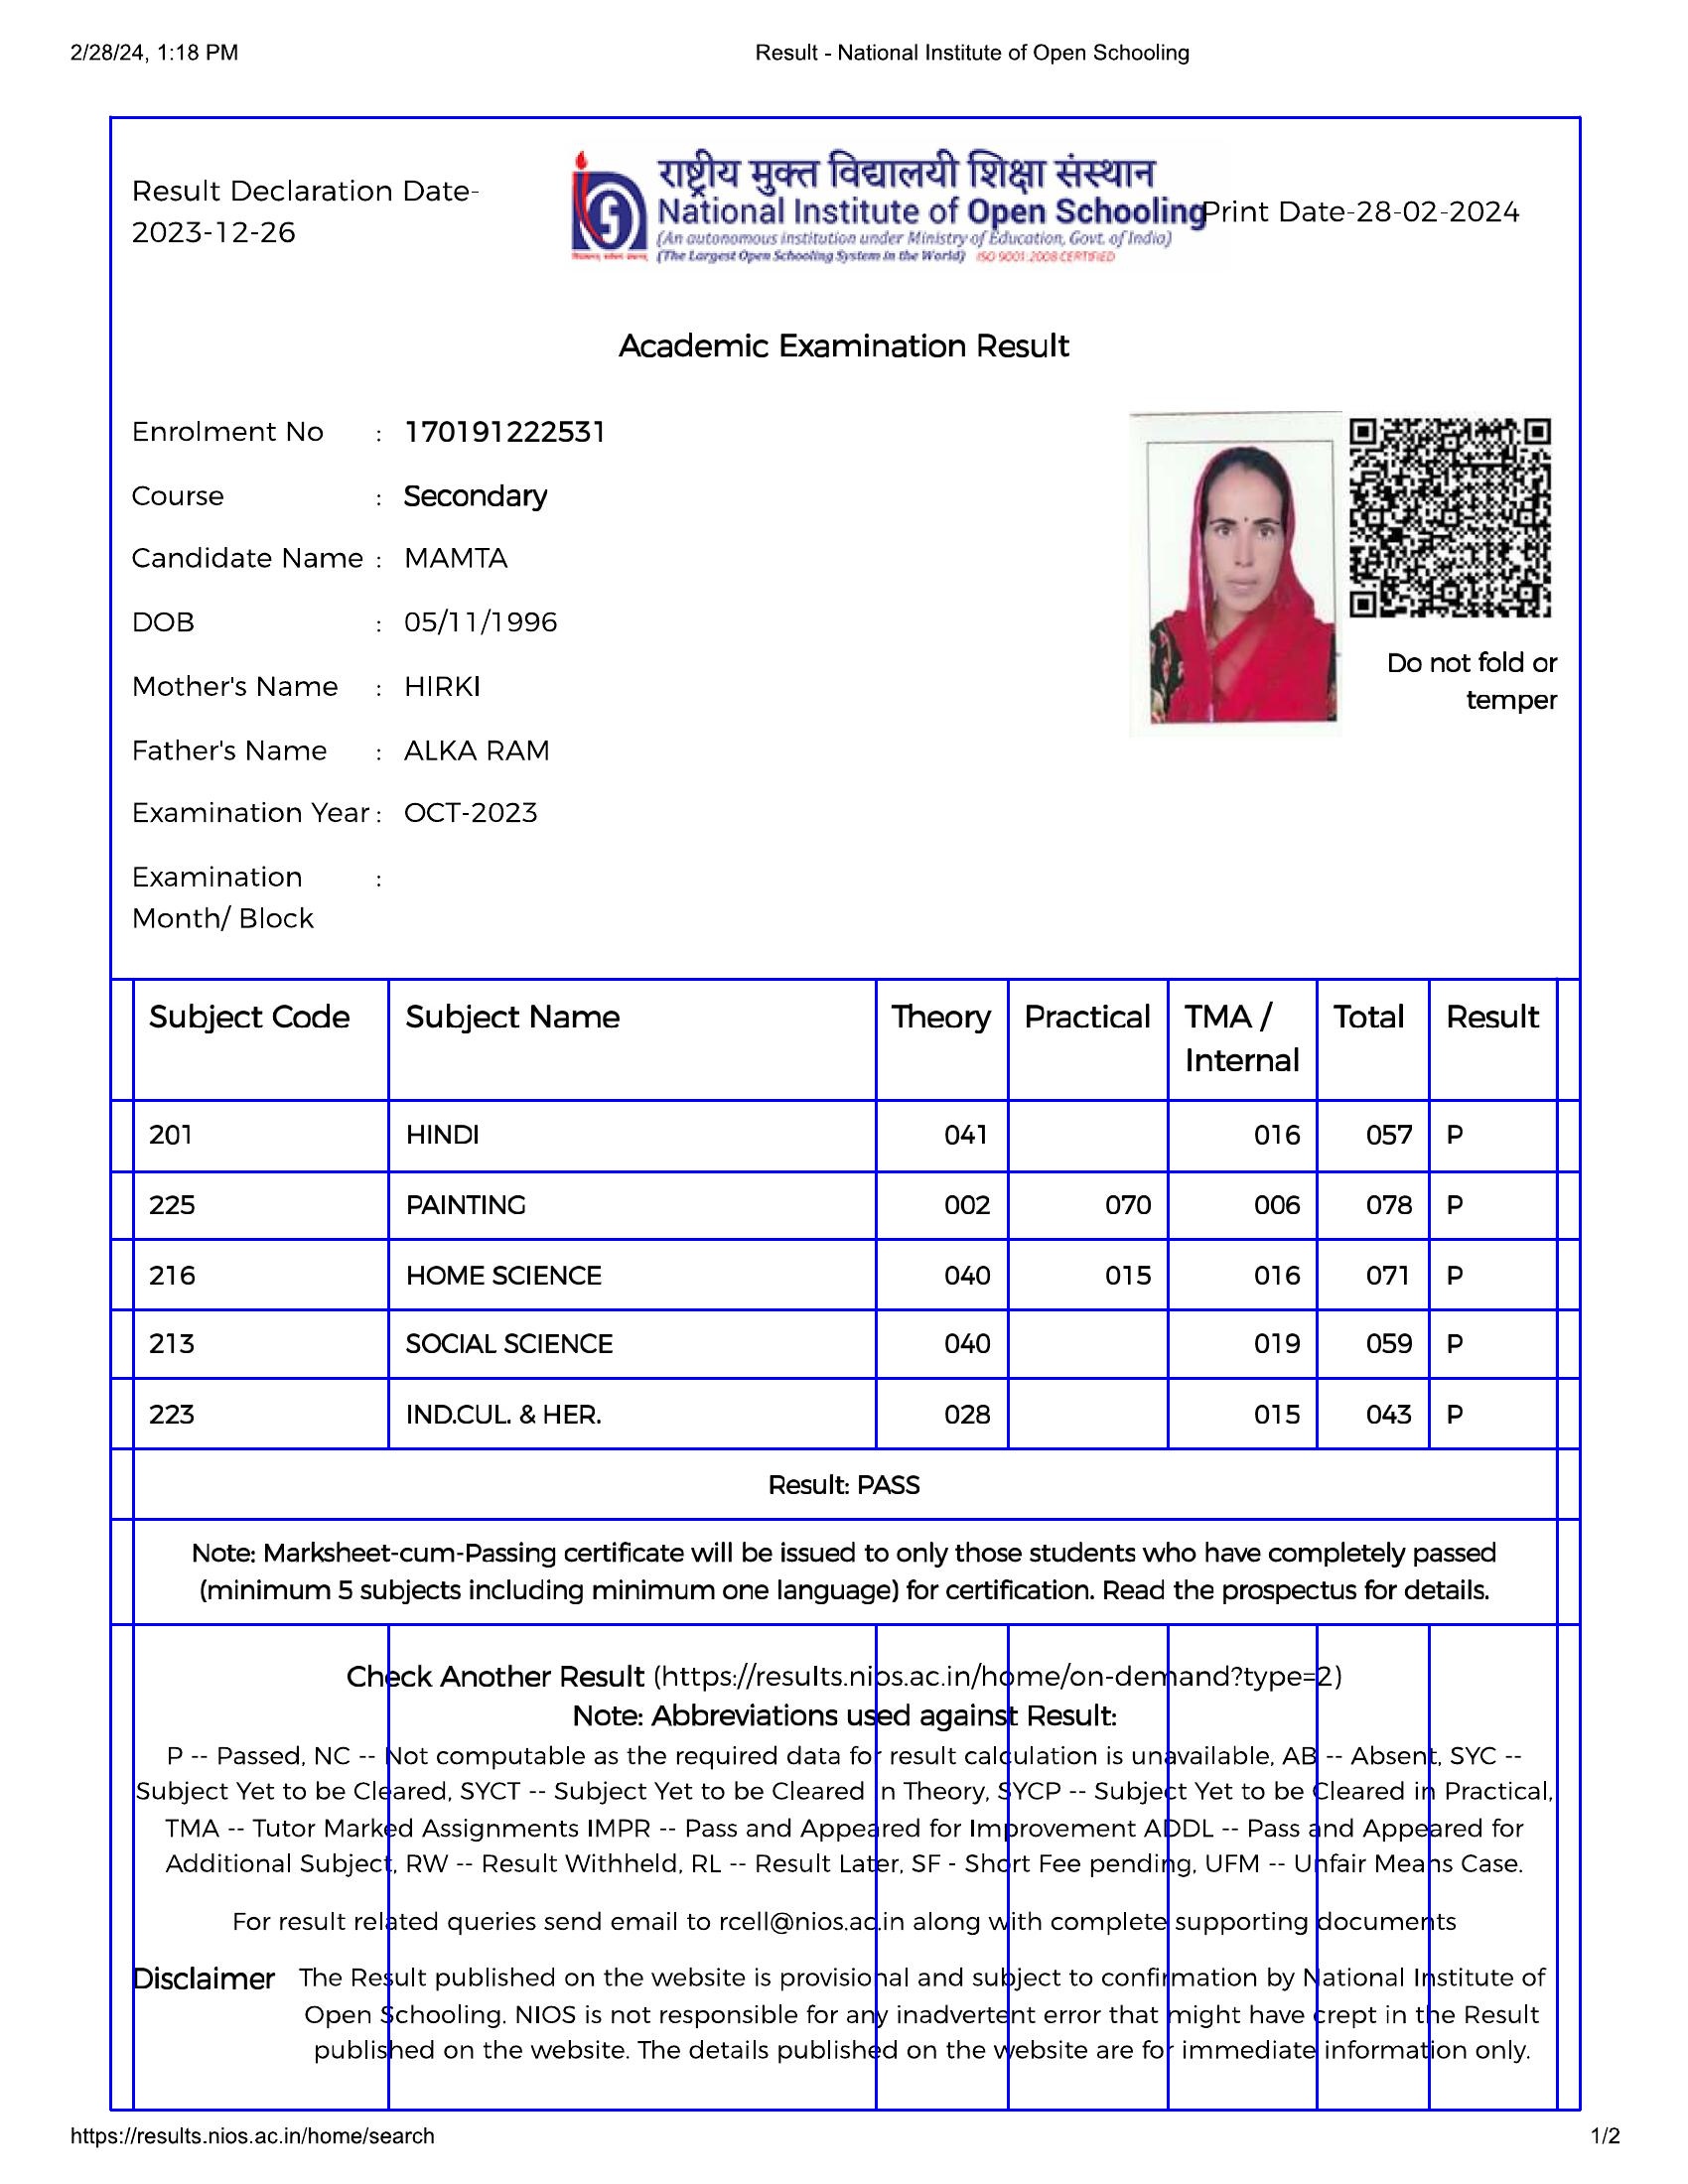 2/28/24, 1:18 PM
Result - National Institute of Open Schooling
Result Declaration Date-
2023-12-26
राष्ट्रीय मुक्त विद्यालयी शिक्षा संस्थान
National Institute of Open Schooling
(An autonomous institution under Ministry of Education, Govt. of India)
(The Largest Open Schooling System in the World) ISO 9001:2008 CERTIFIED
Print Date-28-02-2024
Academic Examination Result
Enrolment No : 170191222531
Course : Secondary
Candidate Name : MAMTA
DOB : 05/11/1996
Mother's Name : HIRKI
Father's Name : ALKA RAM
Examination Year : OCT-2023
Examination :
Month/ Block
Do not fold or
temper
Subject Code Subject Name Theory Practical TMA / Total Result
Internal
201 HINDI 041 016 057 P
225 PAINTING 002 070 006 078 P
216 HOME SCIENCE 040 015 016 071 P
213 SOCIAL SCIENCE 040 019 059 P
223 IND.CUL. & HER. 028 015 043 P
Result: PASS
Note: Marksheet-cum-Passing certificate will be issued to only those students who have completely passed
(minimum 5 subjects including minimum one language) for certification. Read the prospectus for details.
Check Another Result (https://results.nios.ac.in/home/on-demand?type=2)
Note: Abbreviations used against Result:
P -- Passed, NC -- Not computable as the required data for result calculation is unavailable, AB -- Absent, SYC --
Subject Yet to be Cleared, SYCT -- Subject Yet to be Cleared in Theory, SYCP -- Subject Yet to be Cleared in Practical,
TMA -- Tutor Marked Assignments IMPR -- Pass and Appeared for Improvement ADDL -- Pass and Appeared for
Additional Subject, RW -- Result Withheld, RL -- Result Later, SF - Short Fee pending, UFM -- Unfair Means Case.
For result related queries send email to rcell@nios.ac.in along with complete supporting documents
Disclaimer The Result published on the website is provisional and subject to confirmation by National Institute of
Open Schooling. NIOS is not responsible for any inadvertent error that might have crept in the Result
published on the website. The details published on the website are for immediate information only.
https://results.nios.ac.in/home/search
1/2